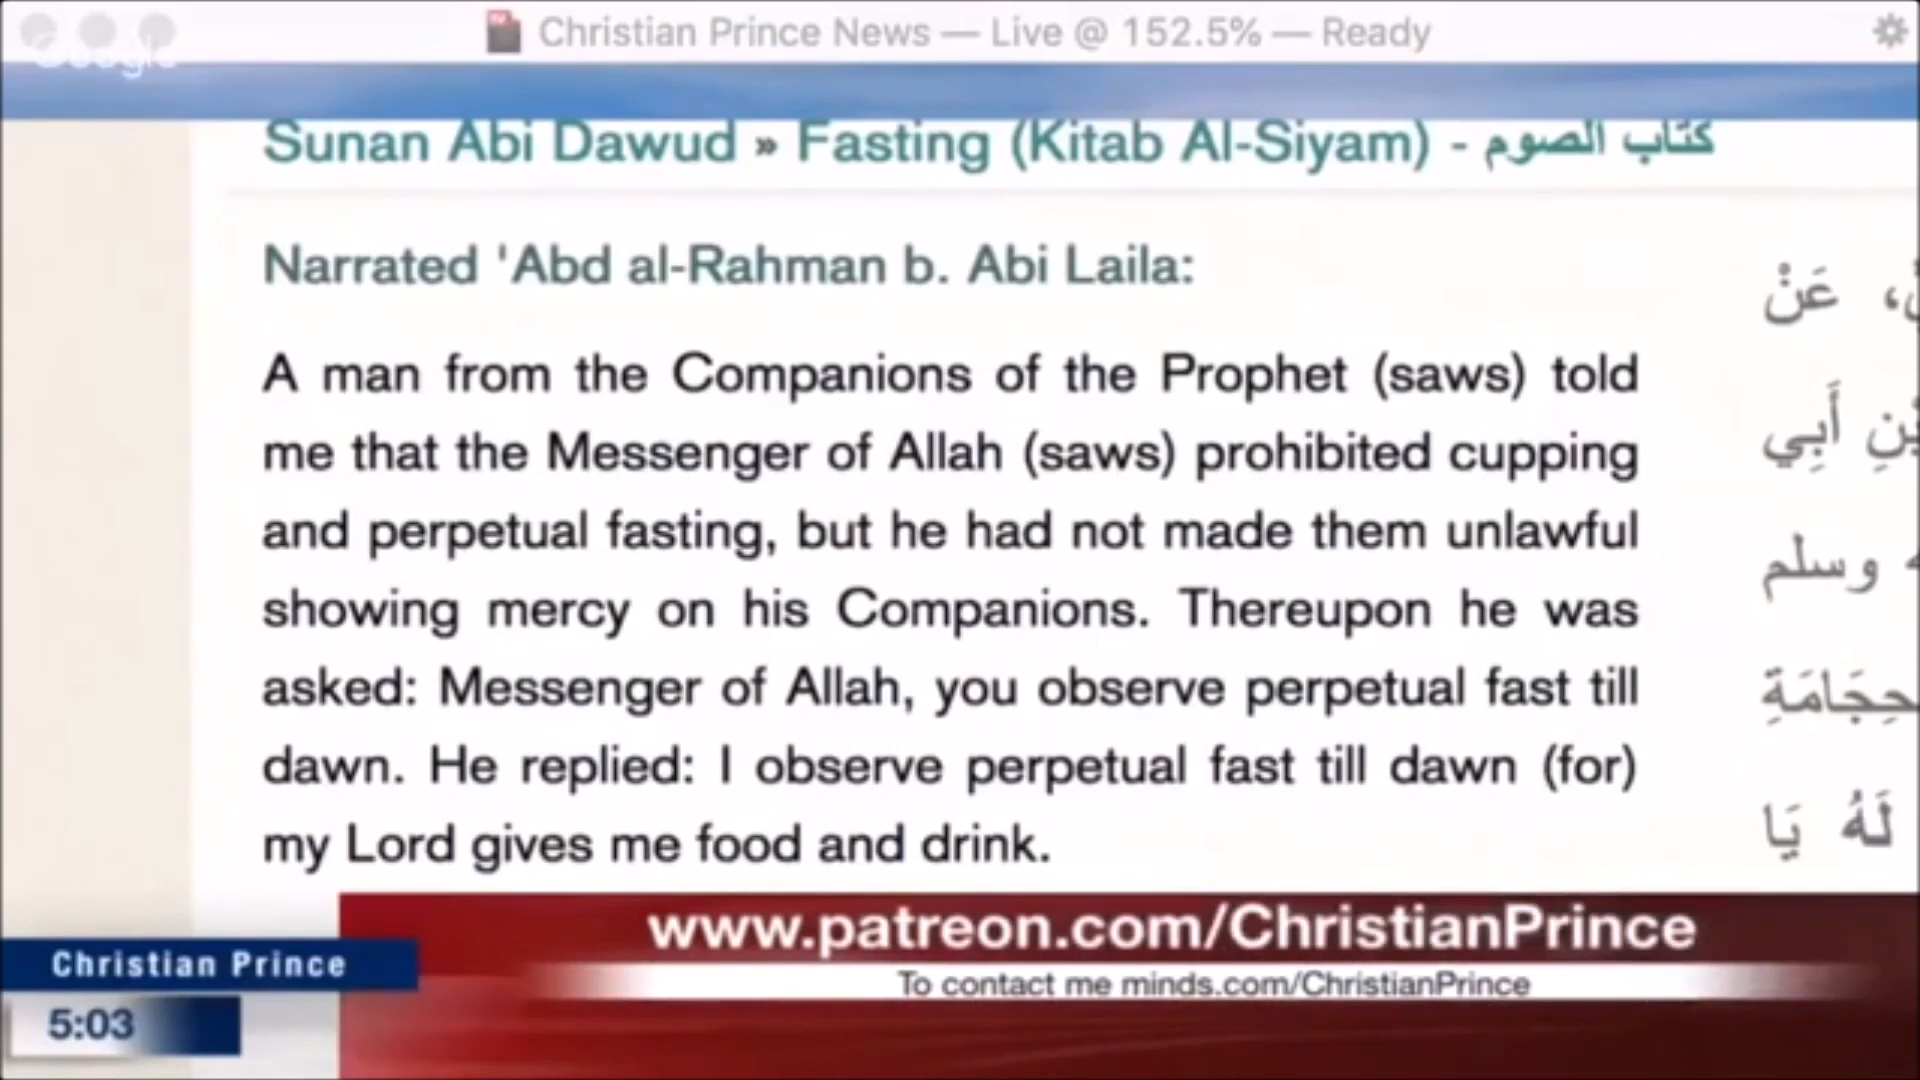 Christian Prince News — Live @ 152.5% — Ready
Google
Sunan Abi Dawud » Fasting (Kitab Al-Siyam) - كتاب الصوم
Narrated 'Abd al-Rahman b. Abi Laila:
A man from the Companions of the Prophet (saws) told
me that the Messenger of Allah (saws) prohibited cupping
and perpetual fasting, but he had not made them unlawful
showing mercy on his Companions. Thereupon he was
asked: Messenger of Allah, you observe perpetual fast till
dawn. He replied: I observe perpetual fast till dawn (for)
my Lord gives me food and drink.
عَنْ
أَبِي
وسلم
لَهُ يَا
www.patreon.com/ChristianPrince
To contact me minds.com/ChristianPrince
Christian Prince
5:03